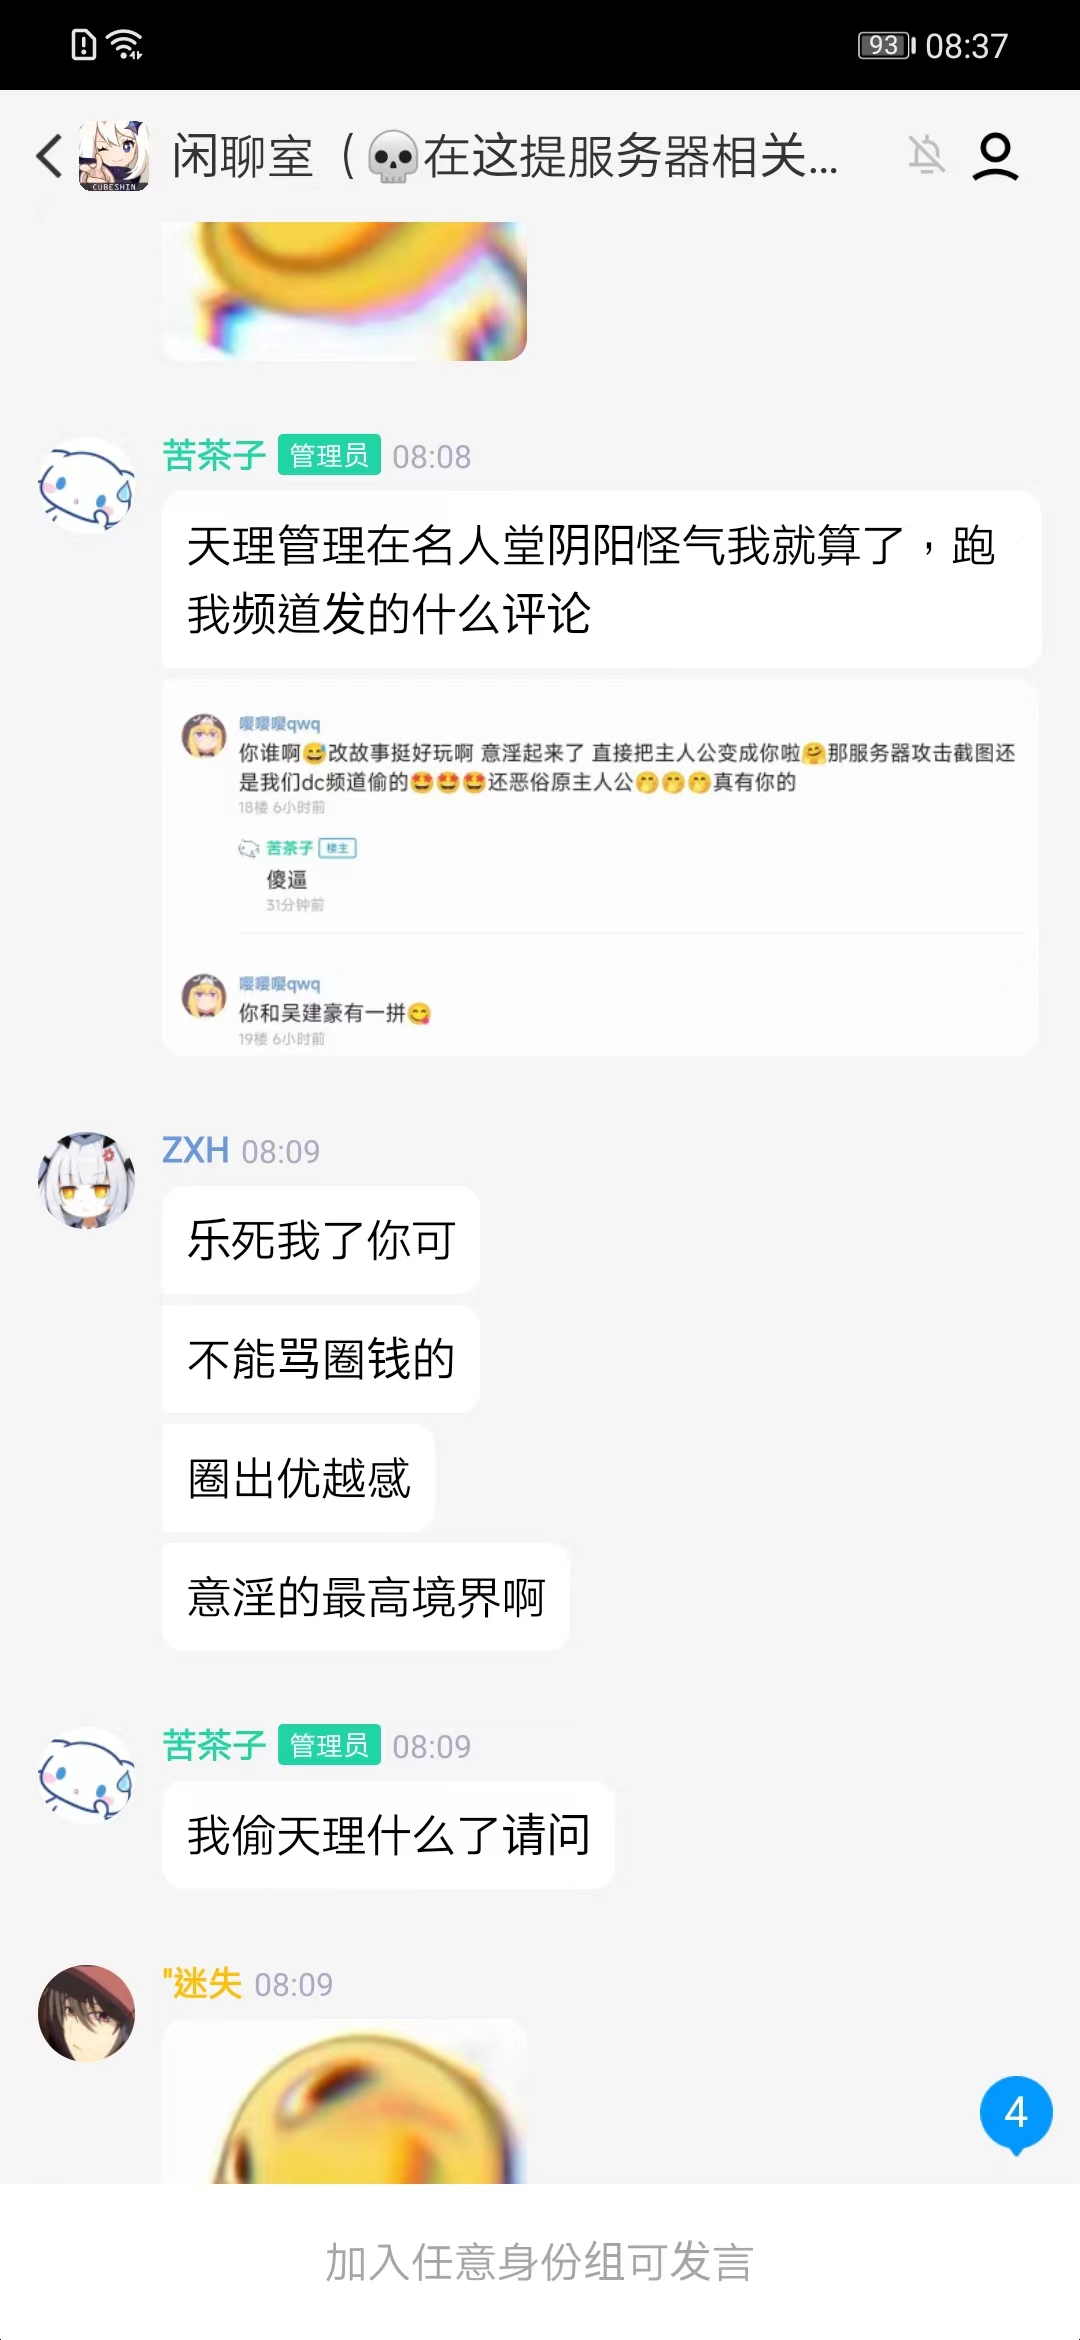 93 08:37
CUBESHIN
闲聊室（💀在这提服务器相关...
苦茶子 管理员 08:08
天理管理在名人堂阴阳怪气我就算了，跑
我频道发的什么评论
嘤嘤嘤qwq
你谁啊😅改故事挺好玩啊 意淫起来了 直接把主人公变成你啦🤗那服务器攻击截图还
是我们dc频道偷的🤩🤩🤩还恶俗原主人公🤭🤭🤭真有你的
18楼 6小时前
苦茶子 楼主
傻逼
31分钟前
嘤嘤嘤qwq
你和吴建豪有一拼😋
19楼 6小时前
ZXH 08:09
乐死我了你可
不能骂圈钱的
圈出优越感
意淫的最高境界啊
苦茶子 管理员 08:09
我偷天理什么了请问
"迷失 08:09
4
加入任意身份组可发言